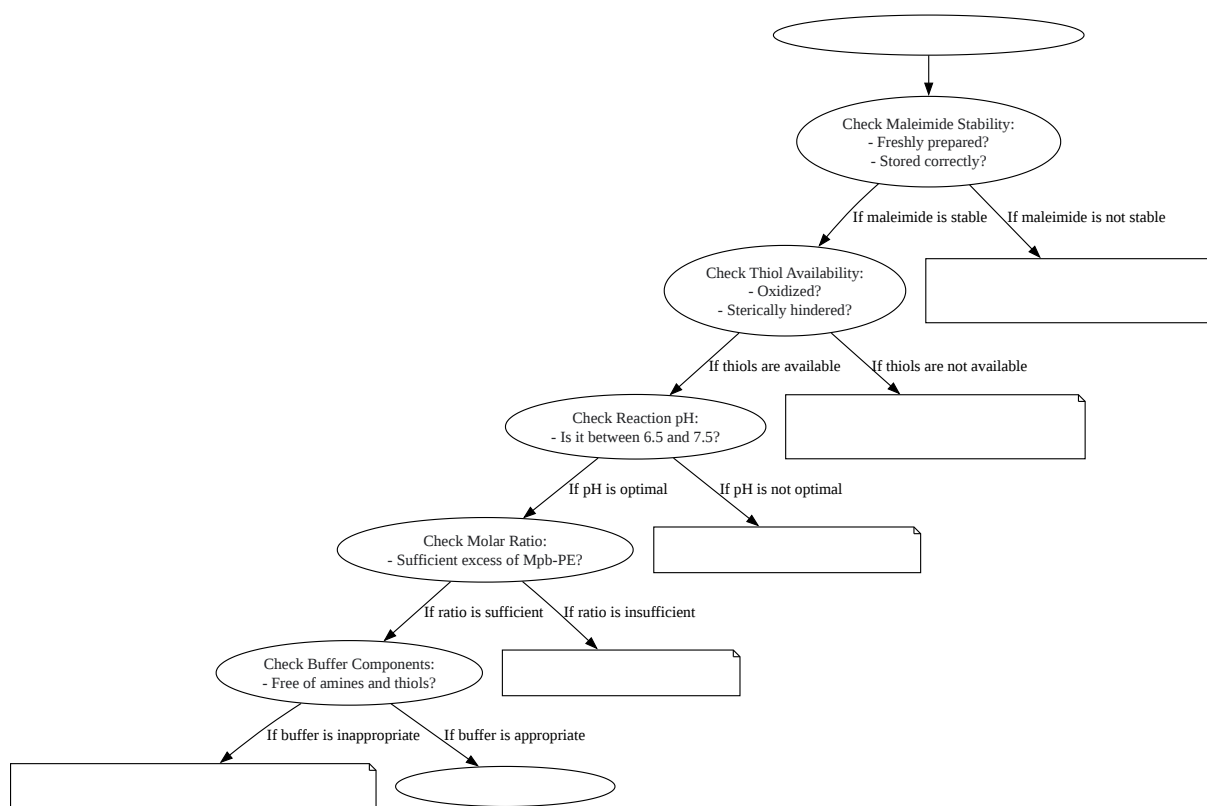 Check Maleimide Stability:
- Freshly prepared?
- Stored correctly?
If maleimide is stable
If maleimide is not stable
Check Thiol Availability:
- Oxidized?
- Sterically hindered?
If thiols are available
If thiols are not available
Check Reaction pH:
- Is it between 6.5 and 7.5?
If pH is optimal
If pH is not optimal
Check Molar Ratio:
- Sufficient excess of Mpb-PE?
If ratio is sufficient
If ratio is insufficient
Check Buffer Components:
- Free of amines and thiols?
If buffer is inappropriate
If buffer is appropriate